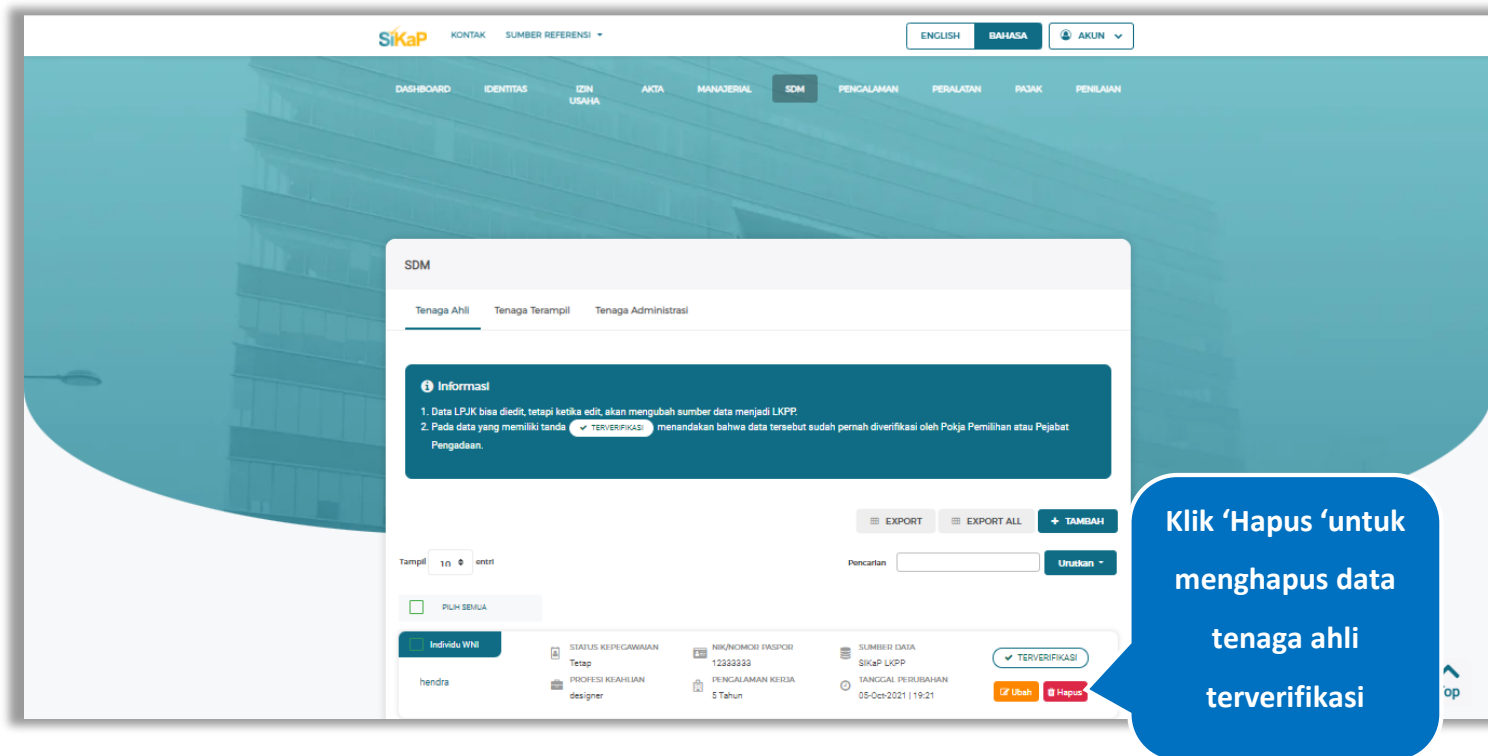 SiKaP KONTAK SUMBER REFERENSI ENGLISH BAHASA AKUN
DASHBOARD IDENTITAS IZIN USAHA AKTA MANAJERIAL SDM PENGALAMAN PERALATAN PAJAK PENILAIAN
SDM
Tenaga Ahli Tenaga Terampil Tenaga Administrasi
Informasi
1. Data LPJK bisa diedit, tetapi ketika edit, akan mengubah sumber data menjadi LKPP.
2. Pada data yang memiliki tanda TERVERIFIKASI menandakan bahwa data tersebut sudah pernah diverifikasi oleh Pokja Pemilihan atau Pejabat
Pengadaan.
EXPORT EXPORT ALL + TAMBAH
Tampil 10 entri Pencarian Urutkan
PILIH SEMUA
Individu WNI STATUS KEPEGAWAIAN NIK/NOMOR PASPOR SUMBER DATA
Tetap 12333333 SIKaP LKPP TERVERIFIKASI
hendra PROFESI KEAHLIAN PENGALAMAN KERJA TANGGAL PERUBAHAN
designer 5 Tahun 05-Oct-2021 | 19:21 Ubah Hapus
Klik ‘Hapus ‘untuk
menghapus data
tenaga ahli
terverifikasi
op